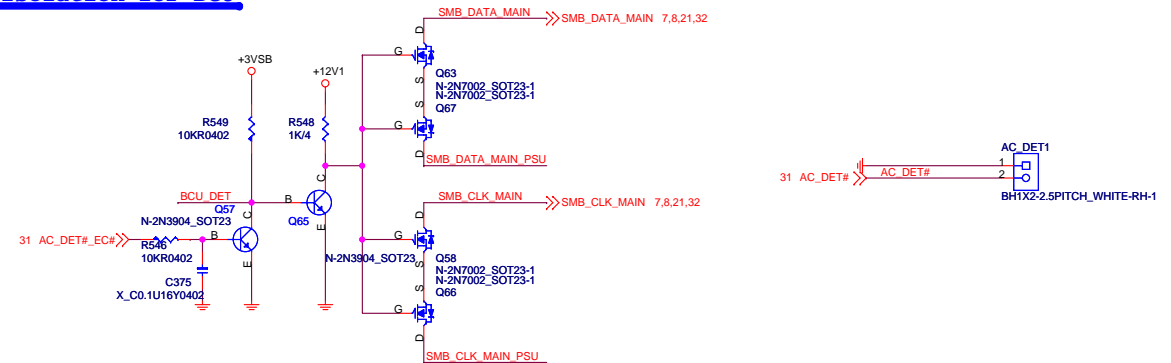 SMB_DATA_MAIN
SMB_DATA_MAIN 7,8,21,32
D
G
S
Q63
N-2N7002_SOT23-1
N-2N7002_SOT23-1
Q67
S
G
D
SMB_DATA_MAIN_PSU
+3VSB
+12V1
R549
10KR0402
R548
1K/4
BCU_DET
Q57
N-2N3904_SOT23
C
B
E
31 AC_DET#_EC#
R546
10KR0402
C375
X_C0.1U16Y0402
B
C
E
Q65
N-2N3904_SOT23
SMB_CLK_MAIN
SMB_CLK_MAIN 7,8,21,32
D
G
S
Q58
N-2N7002_SOT23-1
N-2N7002_SOT23-1
Q66
S
G
D
SMB_CLK_MAIN_PSU
AC_DET1
1
2
31 AC_DET#
AC_DET#
BH1X2-2.5PITCH_WHITE-RH-1